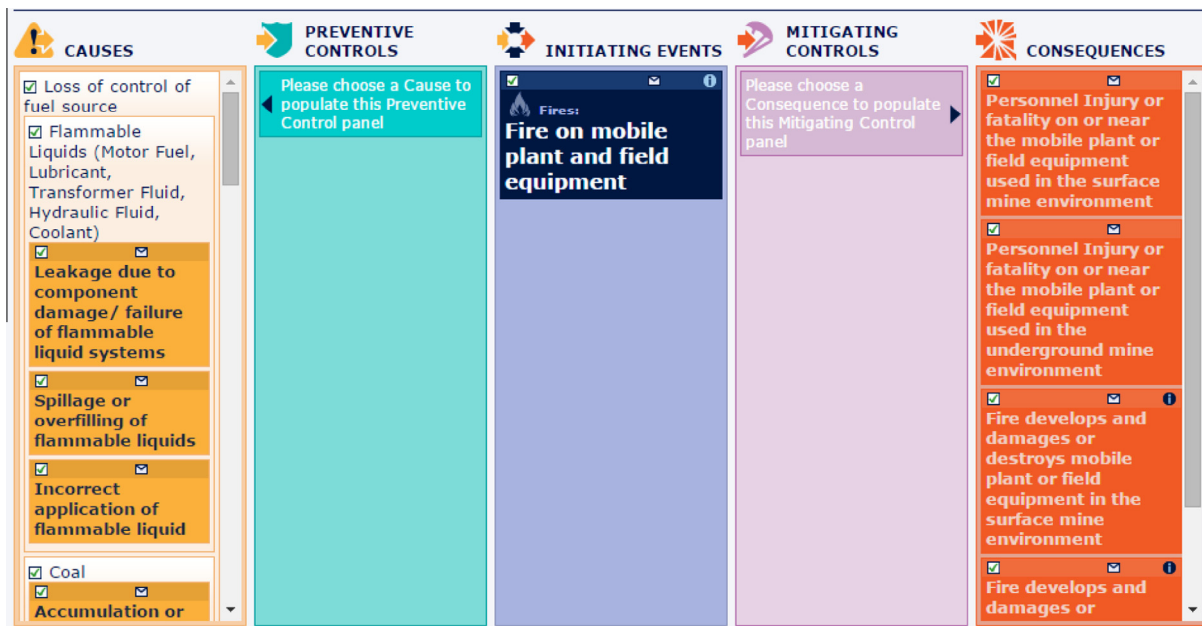 CAUSES
PREVENTIVE
CONTROLS
INITIATING EVENTS
MITIGATING
CONTROLS
CONSEQUENCES
Loss of control of
fuel source
Flammable
Liquids (Motor Fuel,
Lubricant,
Transformer Fluid,
Hydraulic Fluid,
Coolant)
Leakage due to
component
damage/ failure
of flammable
liquid systems
Spillage or
overfilling of
flammable liquids
Incorrect
application of
flammable liquid
Coal
Accumulation or
Please choose a Cause to
populate this Preventive
Control panel
Fires:
Fire on mobile
plant and field
equipment
Please choose a
Consequence to populate
this Mitigating Control
panel
Personnel Injury or
fatality on or near
the mobile plant or
field equipment
used in the surface
mine environment
Personnel Injury or
fatality on or near
the mobile plant or
field equipment
used in the
underground mine
environment
Fire develops and
damages or
destroys mobile
plant or field
equipment in the
surface mine
environment
Fire develops and
damages or